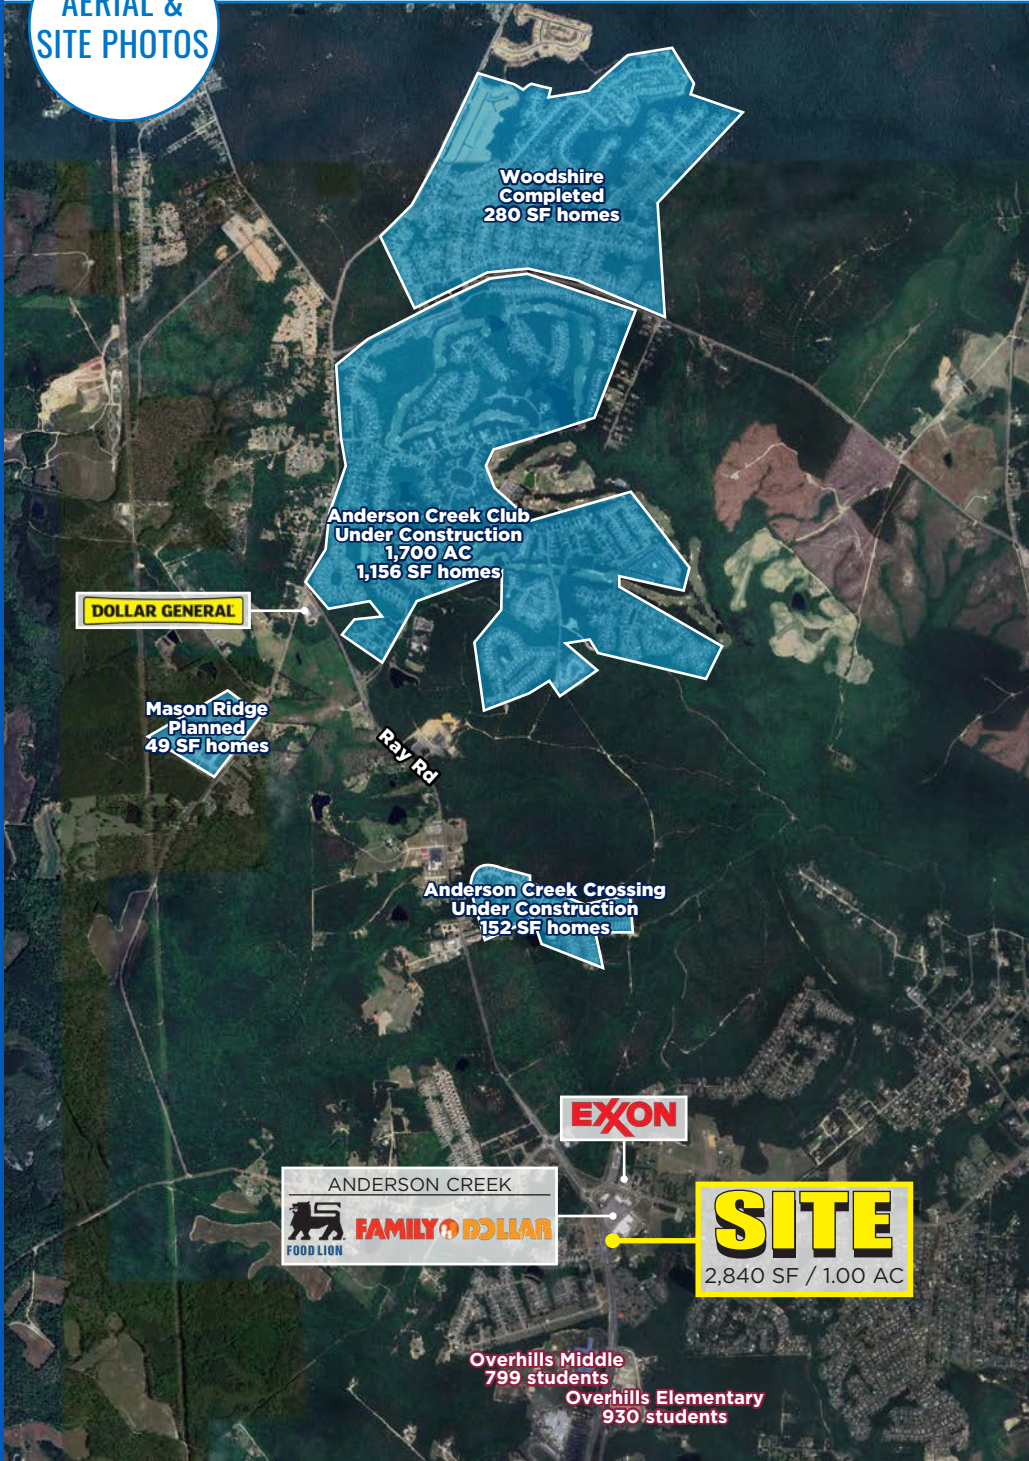 AERIAL &
SITE PHOTOS
Woodshire
Completed
280 SF homes
Anderson Creek Club
Under Construction
1,700 AC
1,156 SF homes
DOLLAR GENERAL
Mason Ridge
Planned
49 SF homes
Ray Rd
Anderson Creek Crossing
Under Construction
152 SF homes
EXXON
ANDERSON CREEK
FOOD LION
FAMILY DOLLAR
SITE
2,840 SF / 1.00 AC
Overhills Middle
799 students
Overhills Elementary
930 students